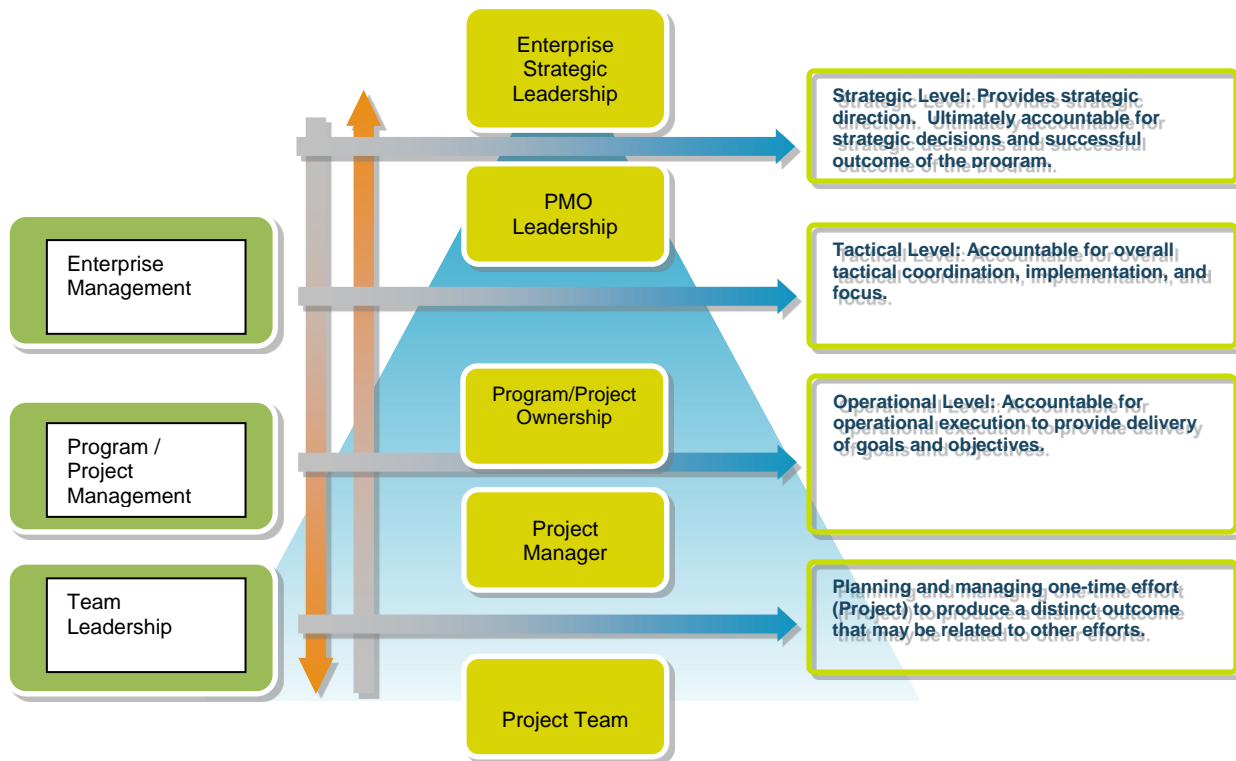 Enterprise
Strategic
Leadership
Strategic Level: Provides strategic
direction.  Ultimately accountable for
strategic decisions and successful
outcome of the program.
PMO
Leadership
Enterprise
Management
Tactical Level: Accountable for overall
tactical coordination, implementation, and
focus.
Program/Project
Ownership
Program /
Project
Management
Operational Level: Accountable for
operational execution to provide delivery
of goals and objectives.
Project
Manager
Team
Leadership
Planning and managing one-time effort
(Project) to produce a distinct outcome
that may be related to other efforts.
Project Team